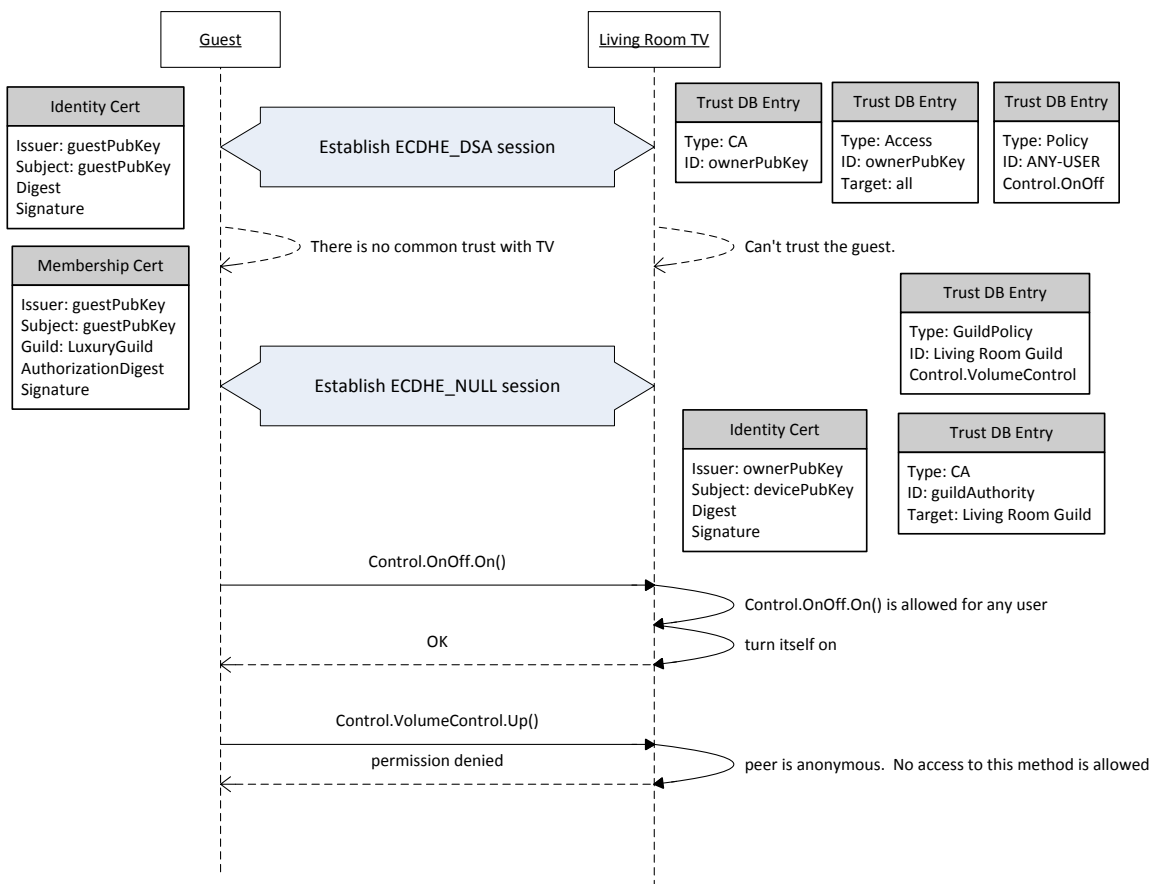 Guest
Living Room TV
Identity Cert
Issuer: guestPubKey
Subject: guestPubKey
Digest
Signature
Establish ECDHE_DSA session
Trust DB Entry
Type: CA
ID: ownerPubKey
Trust DB Entry
Type: Access
ID: ownerPubKey
Target: all
Trust DB Entry
Type: Policy
ID: ANY-USER
Control.OnOff
There is no common trust with TV
Can't trust the guest.
Membership Cert
Issuer: guestPubKey
Subject: guestPubKey
Guild: LuxuryGuild
AuthorizationDigest
Signature
Trust DB Entry
Type: GuildPolicy
ID: Living Room Guild
Control.VolumeControl
Establish ECDHE_NULL session
Identity Cert
Issuer: ownerPubKey
Subject: devicePubKey
Digest
Signature
Trust DB Entry
Type: CA
ID: guildAuthority
Target: Living Room Guild
Control.OnOff.On()
Control.OnOff.On() is allowed for any user
OK
turn itself on
Control.VolumeControl.Up()
permission denied
peer is anonymous.  No access to this method is allowed